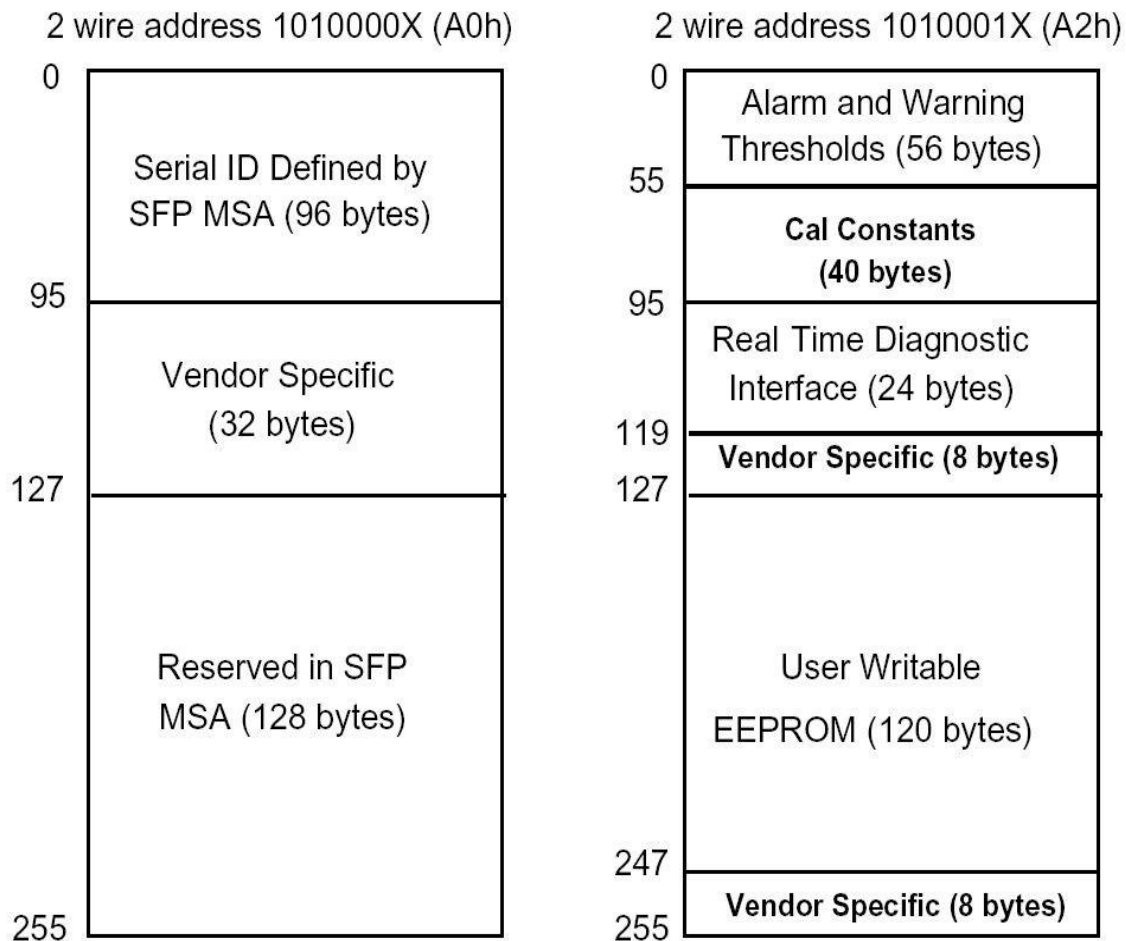 2 wire address 1010000X (A0h)
0
Serial ID Defined by
SFP MSA (96 bytes)
95
Vendor Specific
(32 bytes)
127
Reserved in SFP
MSA (128 bytes)
255
2 wire address 1010001X (A2h)
0
Alarm and Warning
Thresholds (56 bytes)
55
Cal Constants
(40 bytes)
95
Real Time Diagnostic
Interface (24 bytes)
119
Vendor Specific (8 bytes)
127
User Writable
EEPROM (120 bytes)
247
Vendor Specific (8 bytes)
255